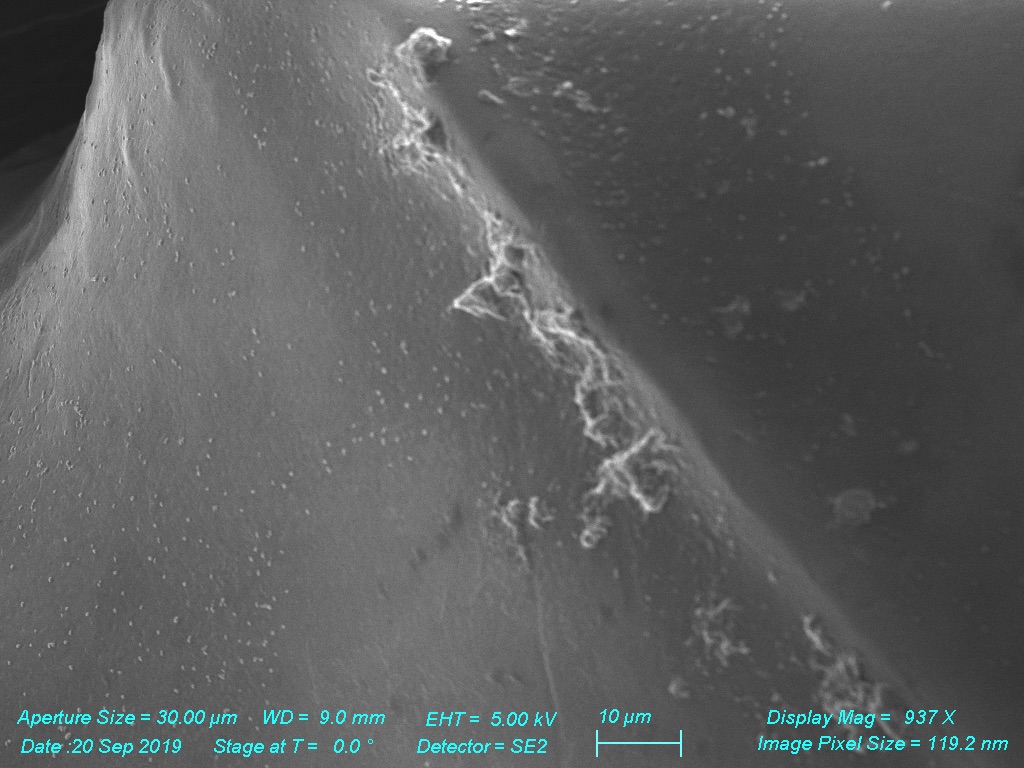 Aperture Size = 30.00 µm WD = 9.0 mm EHT = 5.00 kV 10 µm Display Mag = 937 X
Date :20 Sep 2019 Stage at T = 0.0 ° Detector = SE2 Image Pixel Size = 119.2 nm